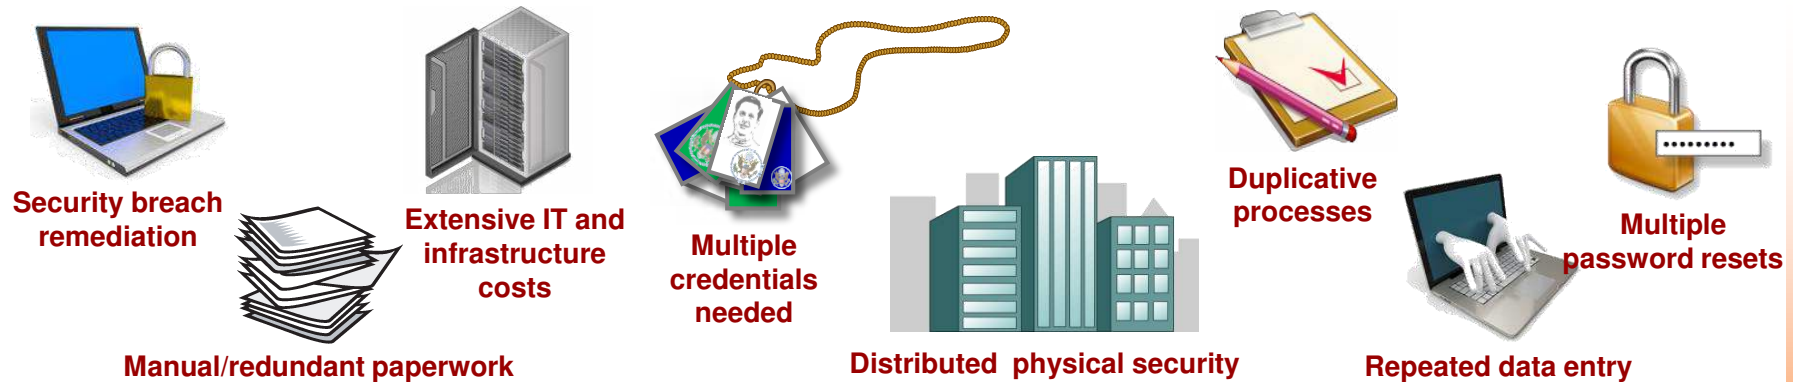 Security breach
remediation
Manual/redundant paperwork
Extensive IT and
infrastructure
costs
Multiple
credentials
needed
Distributed physical security
Duplicative
processes
Repeated data entry
Multiple
password resets